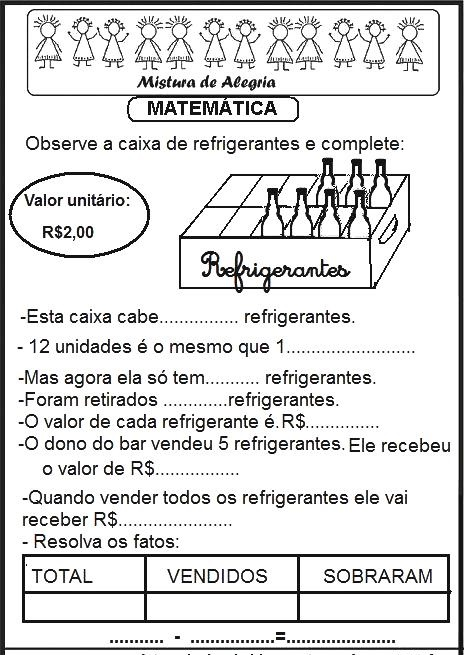 Mistura de Alegria
MATEMÁTICA
Observe a caixa de refrigerantes e complete:
Valor unitário:
R$2,00
Refrigerantes
-Esta caixa cabe................ refrigerantes.
- 12 unidades é o mesmo que 1..........................
-Mas agora ela só tem........... refrigerantes.
-Foram retirados .............refrigerantes.
-O valor de cada refrigerante é.R$...............
-O dono do bar vendeu 5 refrigerantes. Ele recebeu
o valor de R$.................
-Quando vender todos os refrigerantes ele vai
receber R$.......................
- Resolva os fatos:
TOTAL VENDIDOS SOBRARAM
........... - .................=......................